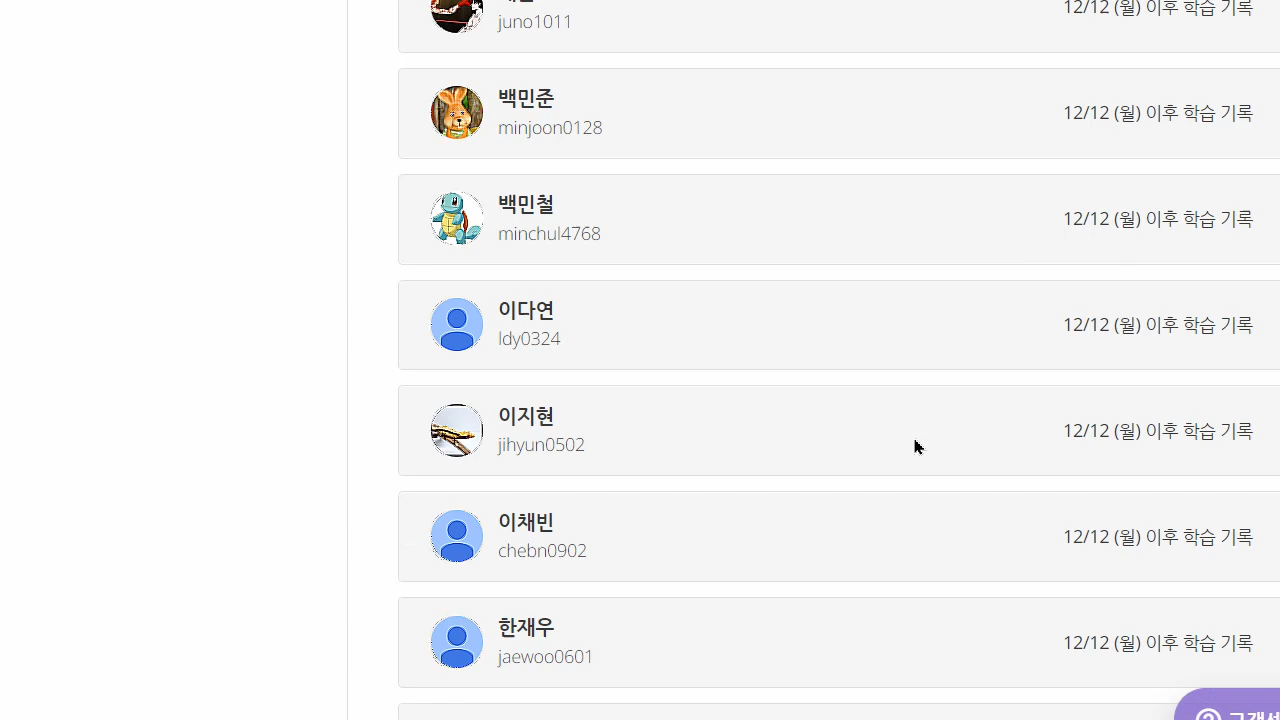 juno1011
12/12 (월) 이후 학습 기록
백민준
minjoon0128
12/12 (월) 이후 학습 기록
백민철
minchul4768
12/12 (월) 이후 학습 기록
이다연
ldy0324
12/12 (월) 이후 학습 기록
이지현
jihyun0502
12/12 (월) 이후 학습 기록
이채빈
chebn0902
12/12 (월) 이후 학습 기록
한재우
jaewoo0601
12/12 (월) 이후 학습 기록